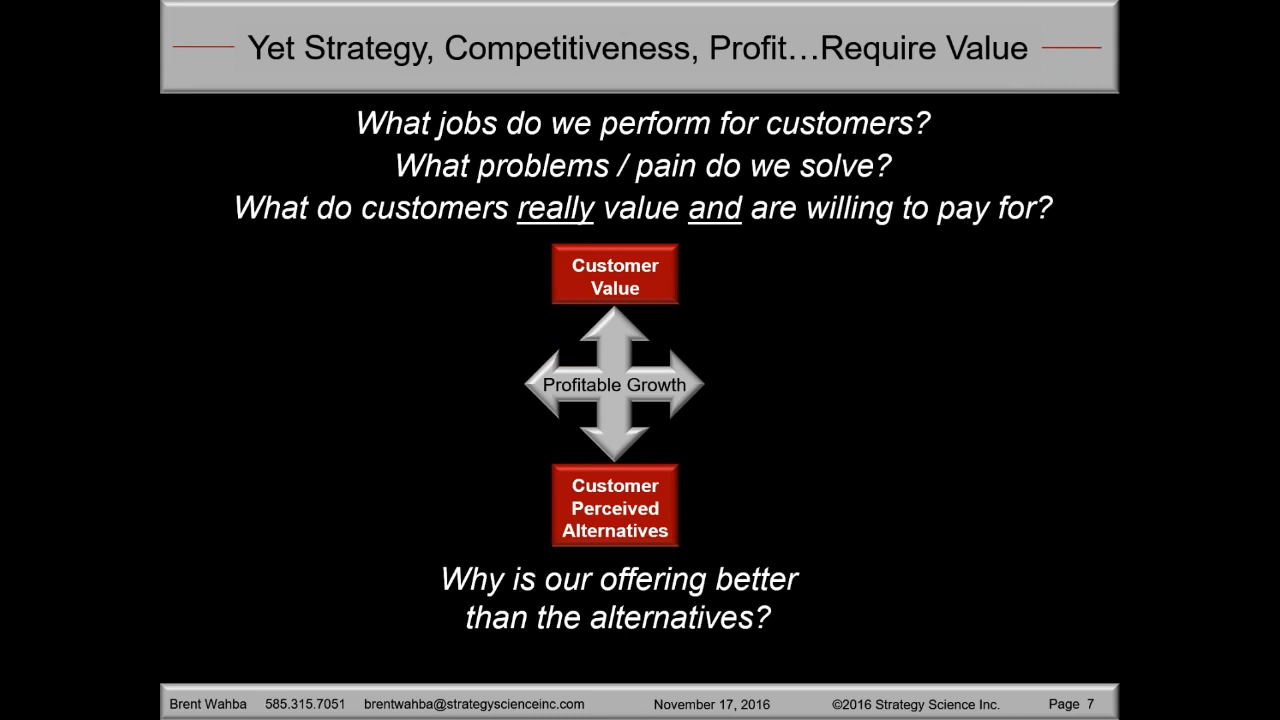 Yet Strategy, Competitiveness, Profit…Require Value
What jobs do we perform for customers?
What problems / pain do we solve?
What do customers really value and are willing to pay for?
Customer
Value
Profitable Growth
Customer
Perceived
Alternatives
Why is our offering better
than the alternatives?
Brent Wahba 585.315.7051 brentwahba@strategyscienceinc.com November 17, 2016 ©2016 Strategy Science Inc. Page 7